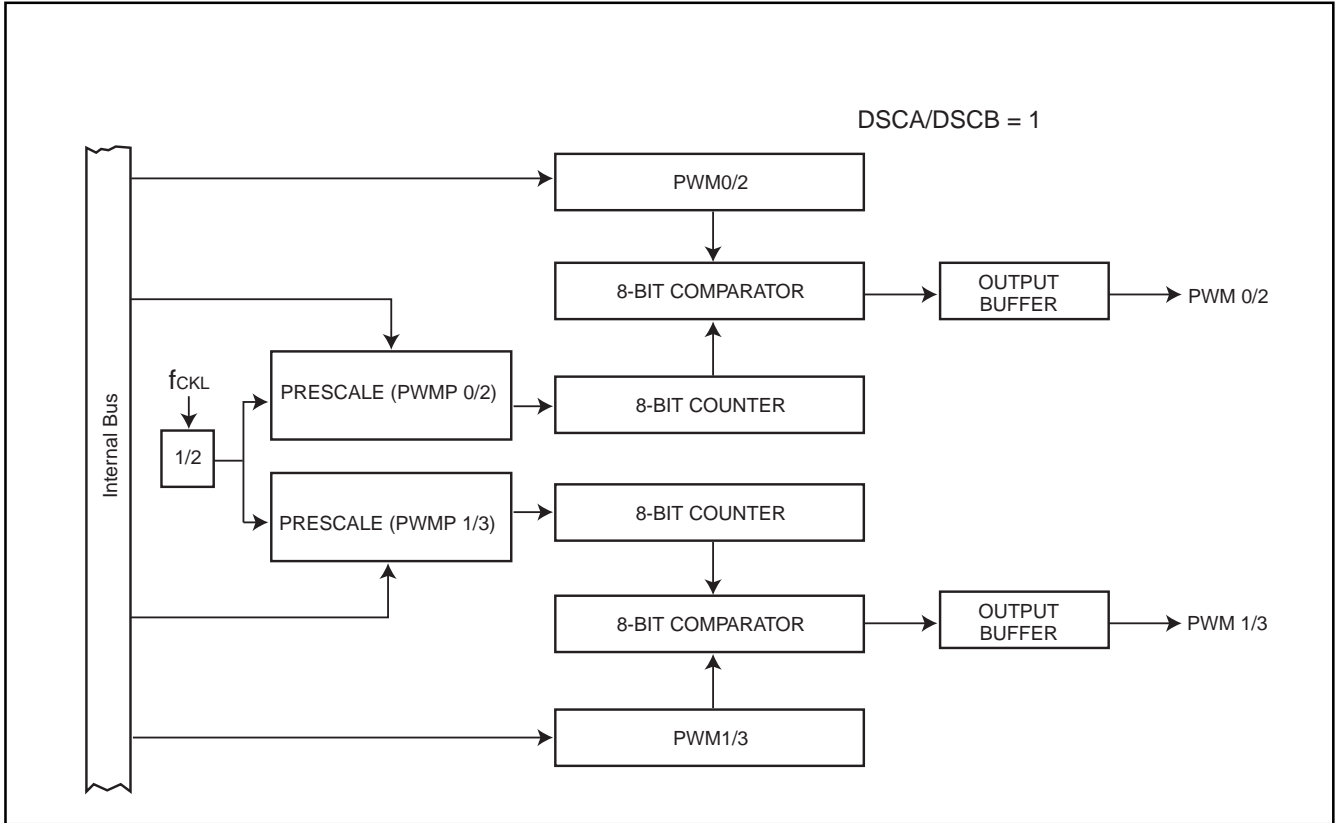 DSCA/DSCB = 1
PWM0/2
8-BIT COMPARATOR
OUTPUT
BUFFER
PWM 0/2
fCKL
PRESCALE (PWMP 0/2)
8-BIT COUNTER
Internal Bus
1/2
PRESCALE (PWMP 1/3)
8-BIT COUNTER
8-BIT COMPARATOR
OUTPUT
BUFFER
PWM 1/3
PWM1/3